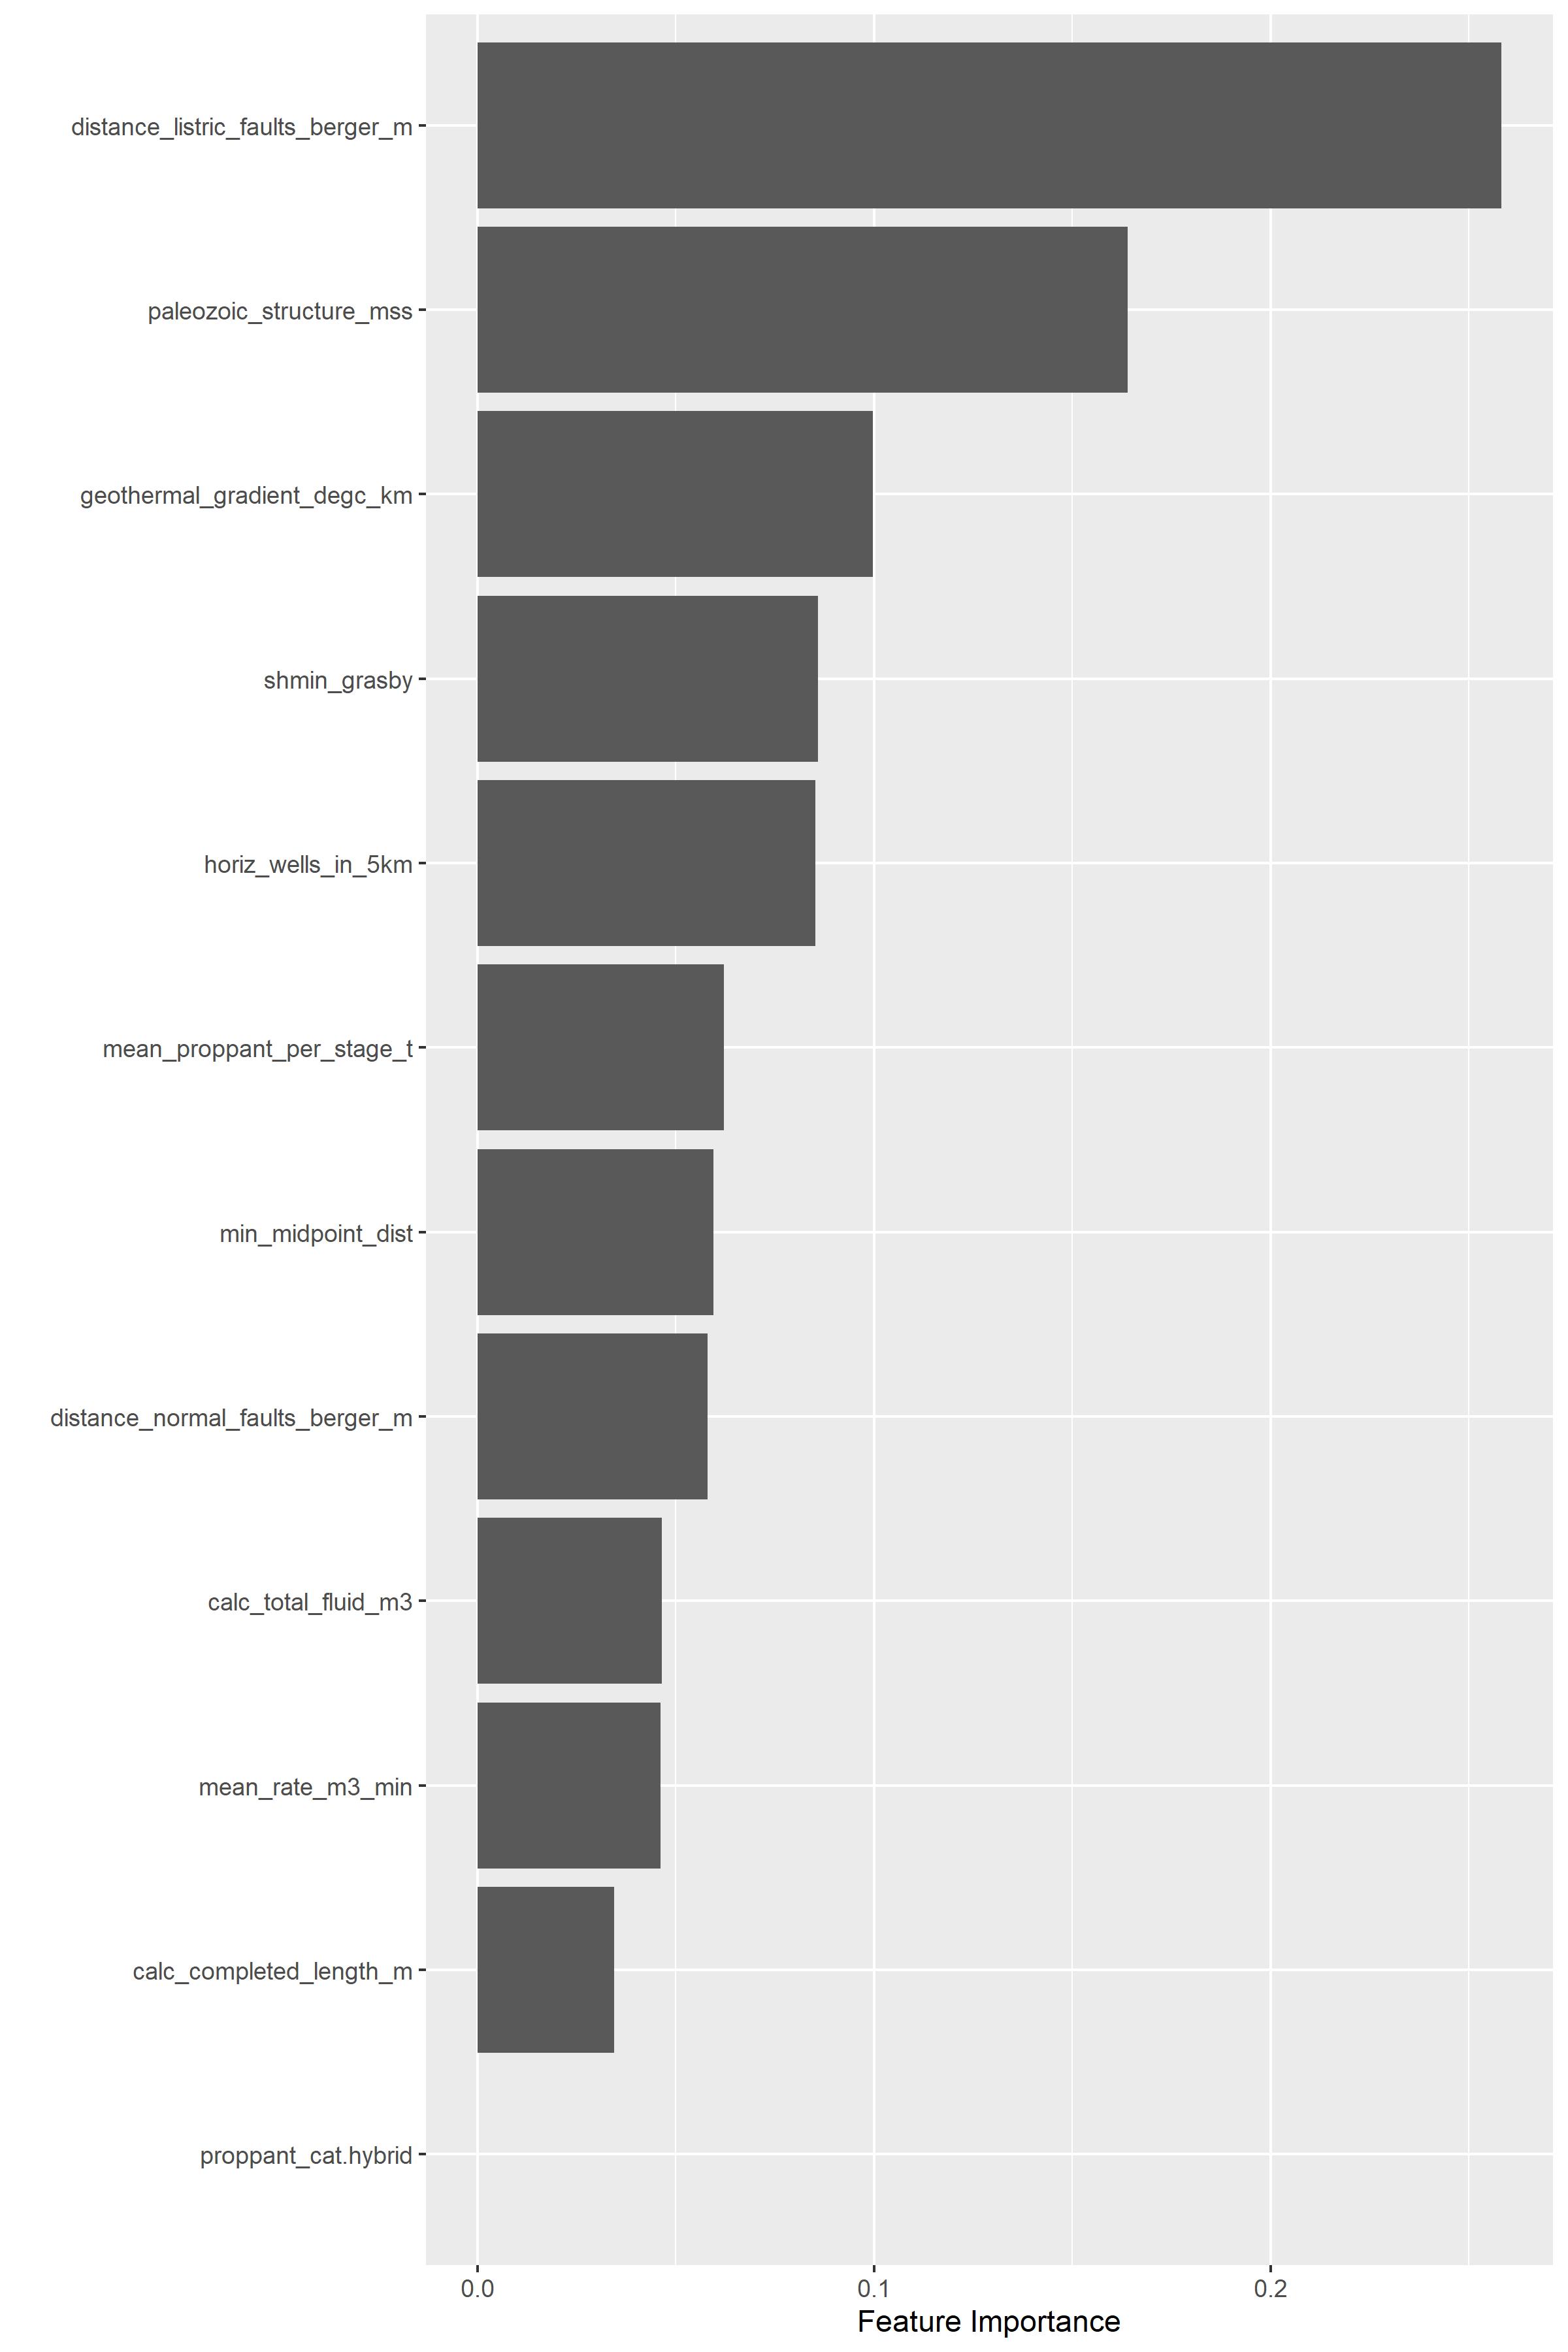 distance_listric_faults_berger_m
paleozoic_structure_mss
geothermal_gradient_degc_km
shmin_grasby
horiz_wells_in_5km
mean_proppant_per_stage_t
min_midpoint_dist
distance_normal_faults_berger_m
calc_total_fluid_m3
mean_rate_m3_min
calc_completed_length_m
proppant_cat.hybrid
0.0 0.1 0.2
Feature Importance